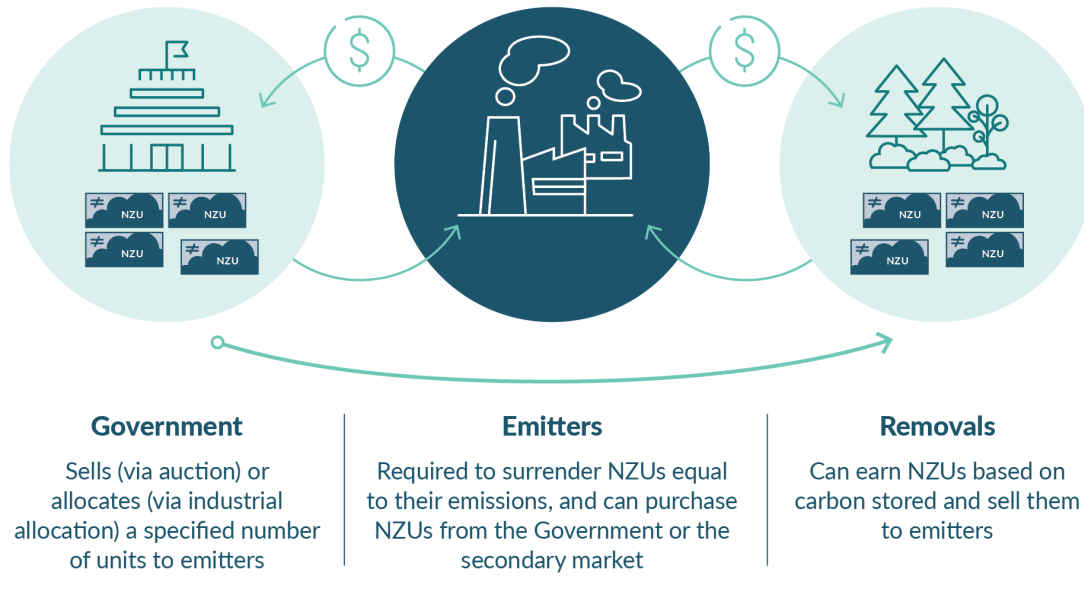 $
$
≠ NZU
≠ NZU
≠ NZU
≠ NZU
≠ NZU
≠ NZU
≠ NZU
≠ NZU
Government
Sells (via auction) or
allocates (via industrial
allocation) a specified number
of units to emitters
Emitters
Required to surrender NZUs equal
to their emissions, and can purchase
NZUs from the Government or the
secondary market
Removals
Can earn NZUs based on
carbon stored and sell them
to emitters